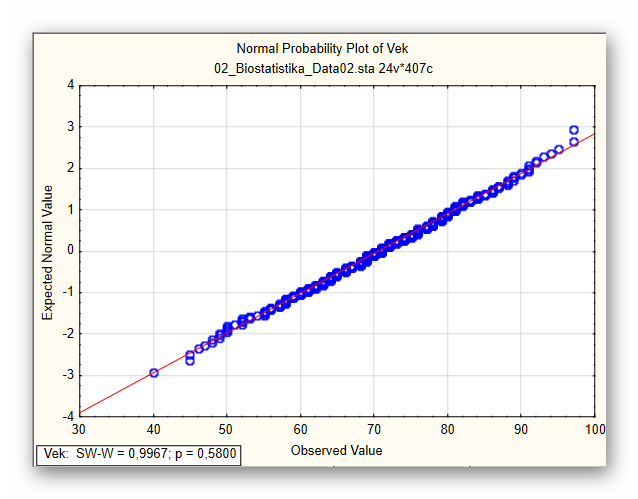 Normal Probability Plot of Vek
02_Biostatistika_Data02.sta 24v*407c
4
3
2
1
0
-1
-2
-3
-4
Expected Normal Value
30 40 50 60 70 80 90 100
Observed Value
Vek: SW-W = 0,9967; p = 0,5800